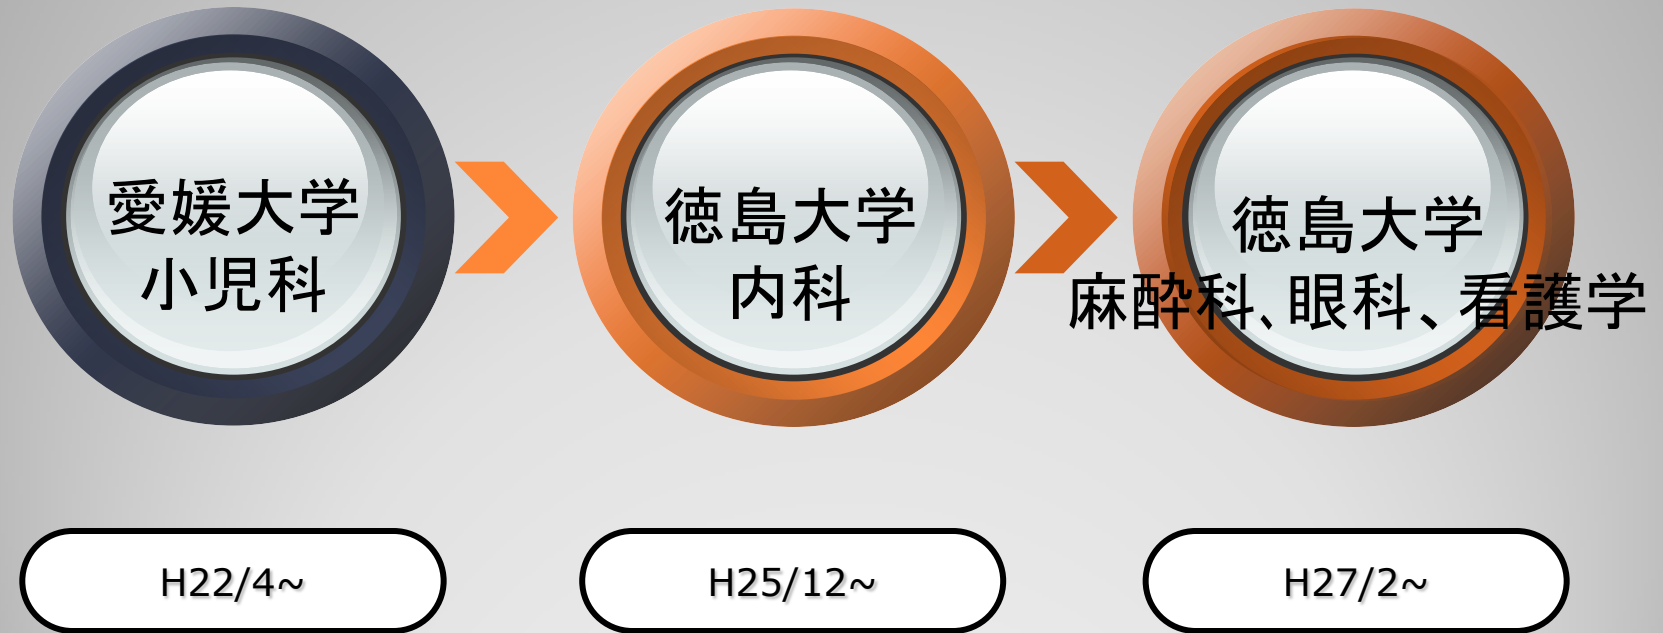 愛媛大学
小児科
徳島大学
内科
徳島大学
麻酔科、眼科、看護学
H22/4~
H25/12~
H27/2~